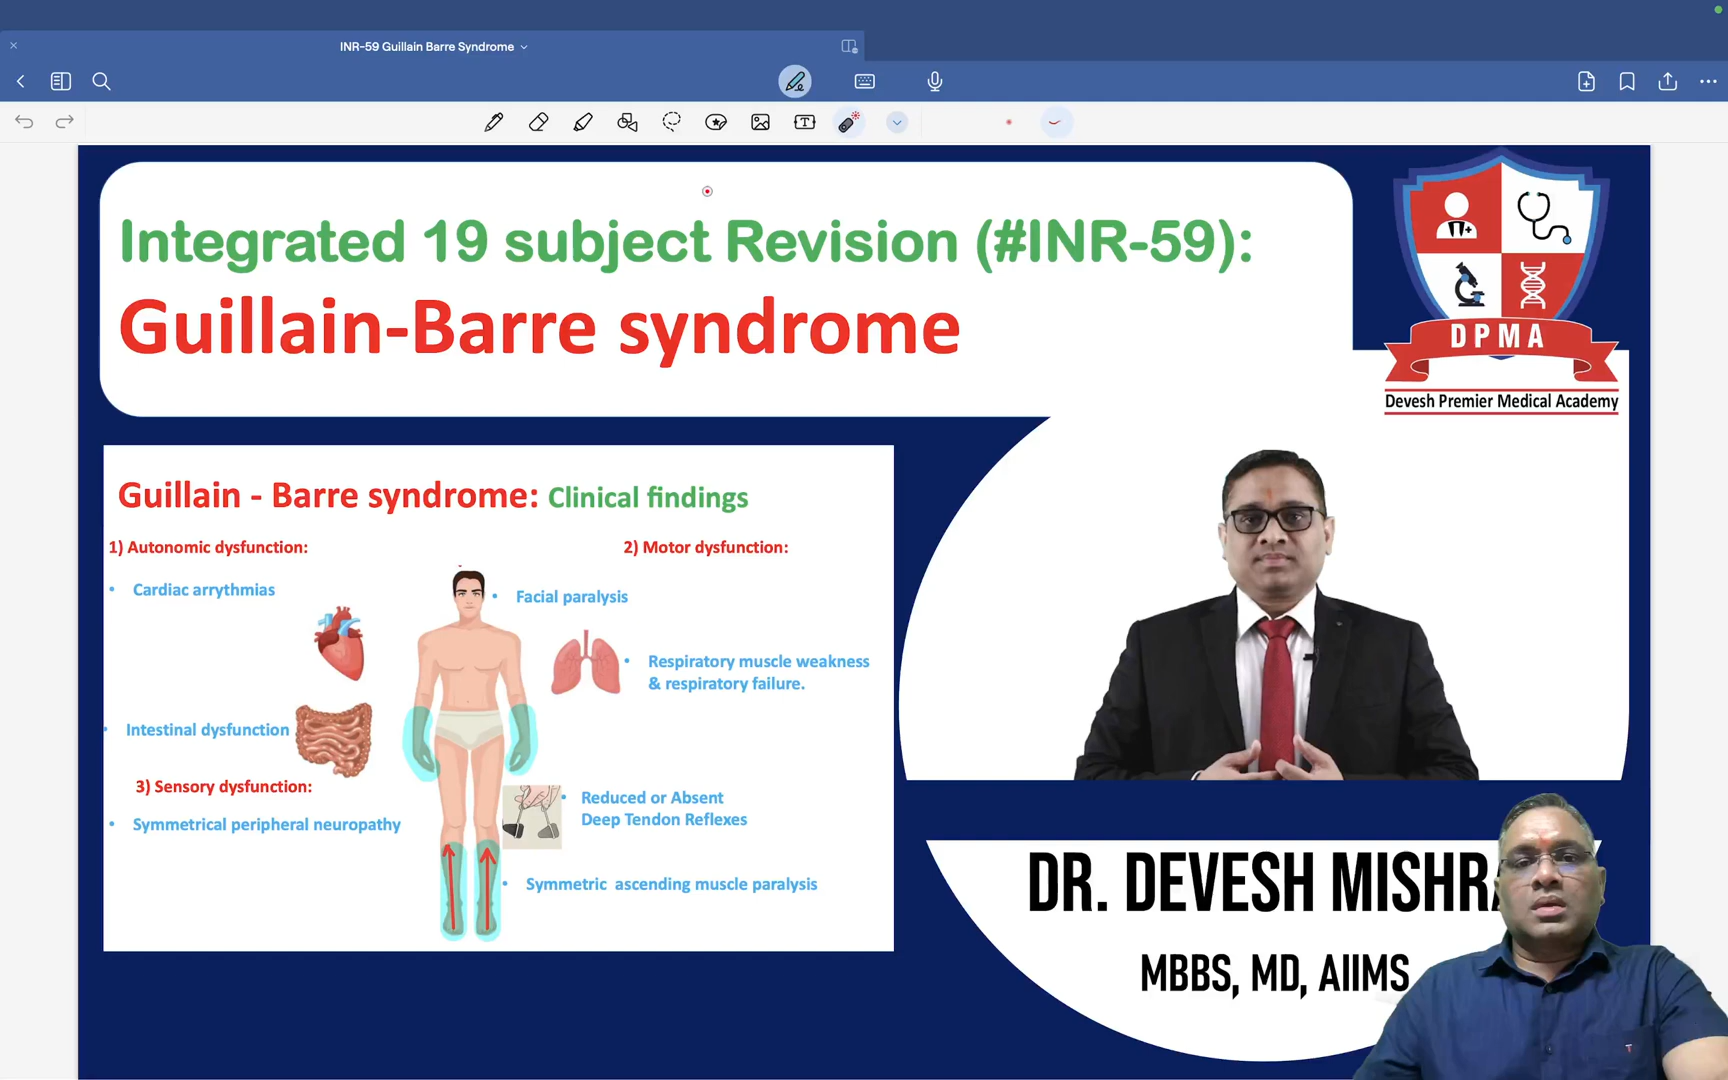 INR-59 Guillain Barre Syndrome
Integrated 19 subject Revision (#INR-59):
Guillain-Barre syndrome
DPMA
Devesh Premier Medical Academy
Guillain - Barre syndrome: Clinical findings
1) Autonomic dysfunction:
2) Motor dysfunction:
• Cardiac arrythmias
• Facial paralysis
• Respiratory muscle weakness
& respiratory failure.
• Intestinal dysfunction
3) Sensory dysfunction:
• Symmetrical peripheral neuropathy
• Reduced or Absent
Deep Tendon Reflexes
• Symmetric ascending muscle paralysis
DR. DEVESH MISHRA
MBBS, MD, AIIMS